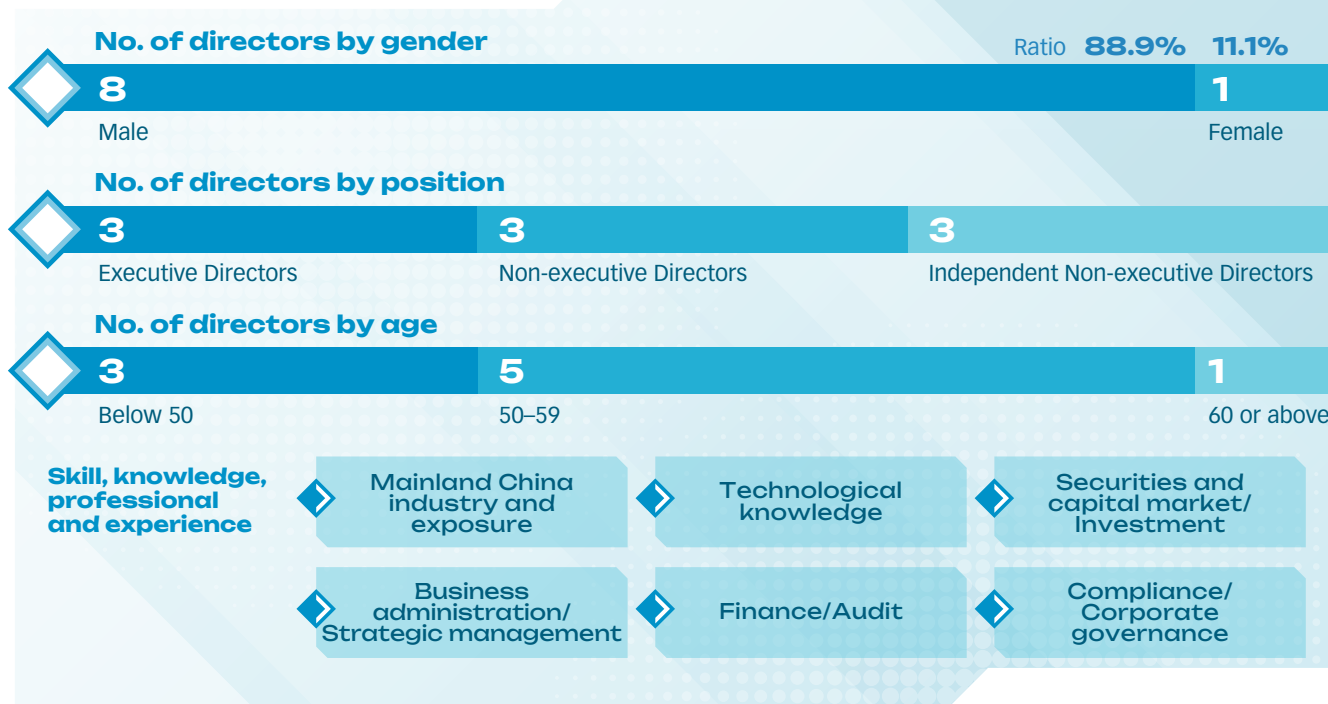 No. of directors by gender
Ratio 88.9% 11.1%
8 1
Male Female
No. of directors by position
3 3 3
Executive Directors Non-executive Directors Independent Non-executive Directors
No. of directors by age
3 5 1
Below 50 50–59 60 or above
Skill, knowledge,
professional
and experience
Mainland China
industry and
exposure
Technological
knowledge
Securities and
capital market/
Investment
Business
administration/
Strategic management
Finance/Audit
Compliance/
Corporate
governance